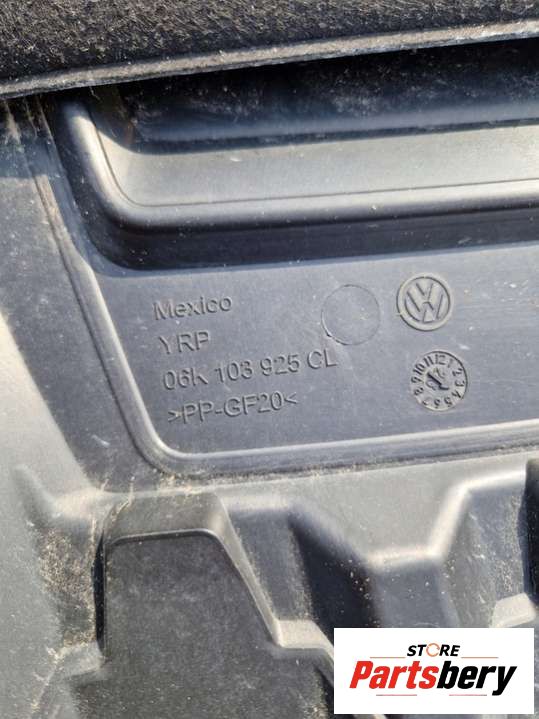 Mexico
YRP
06K 103 925 CL
>PP-GF20<
STORE
Partsbery